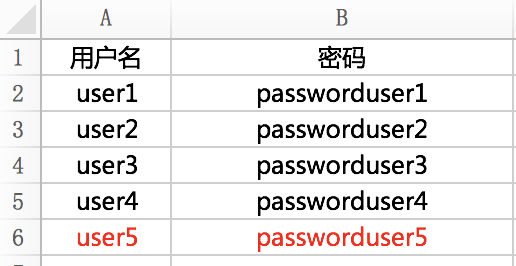 A B
1 用户名 密码
2 user1 passworduser1
3 user2 passworduser2
4 user3 passworduser3
5 user4 passworduser4
6 user5 passworduser5